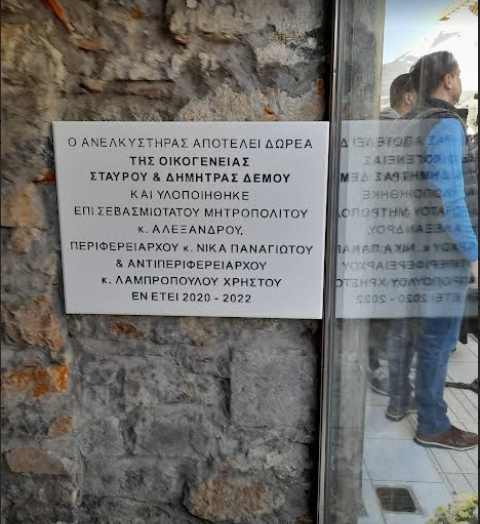 Ο ΑΝΕΛΚΥΣΤΗΡΑΣ ΑΠΟΤΕΛΕΙ ΔΩΡΕΑ
ΤΗΣ ΟΙΚΟΓΕΝΕΙΑΣ
ΣΤΑΥΡΟΥ & ΔΗΜΗΤΡΑΣ ΔΕΜΟΥ
ΚΑΙ ΥΛΟΠΟΙΗΘΗΚΕ
ΕΠΙ ΣΕΒΑΣΜΙΩΤΑΤΟΥ ΜΗΤΡΟΠΟΛΙΤΟΥ
κ. ΑΛΕΞΑΝΔΡΟΥ,
ΠΕΡΙΦΕΡΕΙΑΡΧΟΥ κ. ΝΙΚΑ ΠΑΝΑΓΙΩΤΟΥ
& ΑΝΤΙΠΕΡΙΦΕΡΕΙΑΡΧΟΥ
κ. ΛΑΜΠΡΟΠΟΥΛΟΥ ΧΡΗΣΤΟΥ
ΕΝ ΕΤΕΙ 2020 - 2022